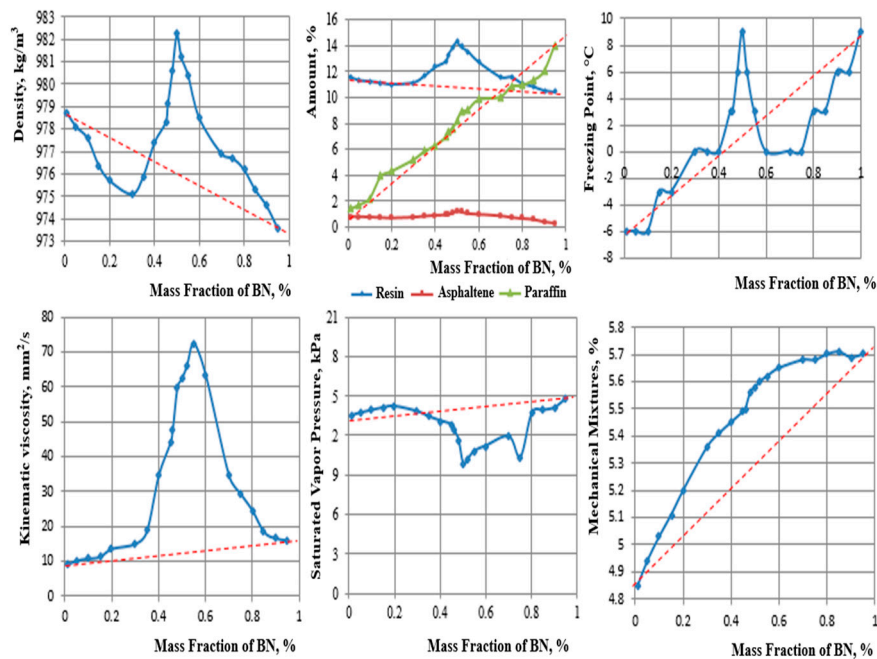 Density, kg/m³
983
982
981
980
979
978
977
976
975
974
973
0 0.2 0.4 0.6 0.8 1
Mass Fraction of BN, %
Amount, %
16
14
12
10
8
6
4
2
0
0 0.2 0.4 0.6 0.8 1
Mass Fraction of BN, %
Resin Asphaltene Paraffin
Freezing Point, °C
10
8
6
4
2
0
-2
-4
-6
-8
0.2 0.4 0.6 0.8 1
Mass Fraction of BN, %
Kinematic viscosity, mm²/s
80
70
60
50
40
30
20
10
0
0 0.2 0.4 0.6 0.8 1
Mass Fraction of BN, %
Saturated Vapor Pressure, kPa
21
9
6
3
0
0 0.2 0.4 0.6 0.8 1
Mass Fraction of BN, %
Mechanical Mixtures, %
5.8
5.7
5.6
5.5
5.4
5.3
5.2
5.1
5
4.9
4.8
0 0.2 0.4 0.6 0.8 1
Mass Fraction of BN, %